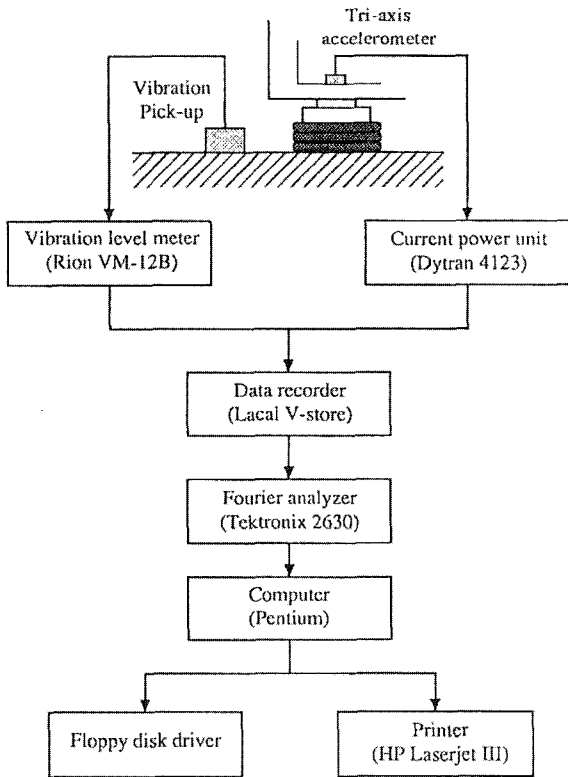 Tri-axis
accelerometer
Vibration
Pick-up
Vibration level meter
(Rion VM-12B)
Current power unit
(Dytran 4123)
Data recorder
(Lacal V-store)
Fourier analyzer
(Tektronix 2630)
Computer
(Pentium)
Floppy disk driver
Printer
(HP Laserjet III)